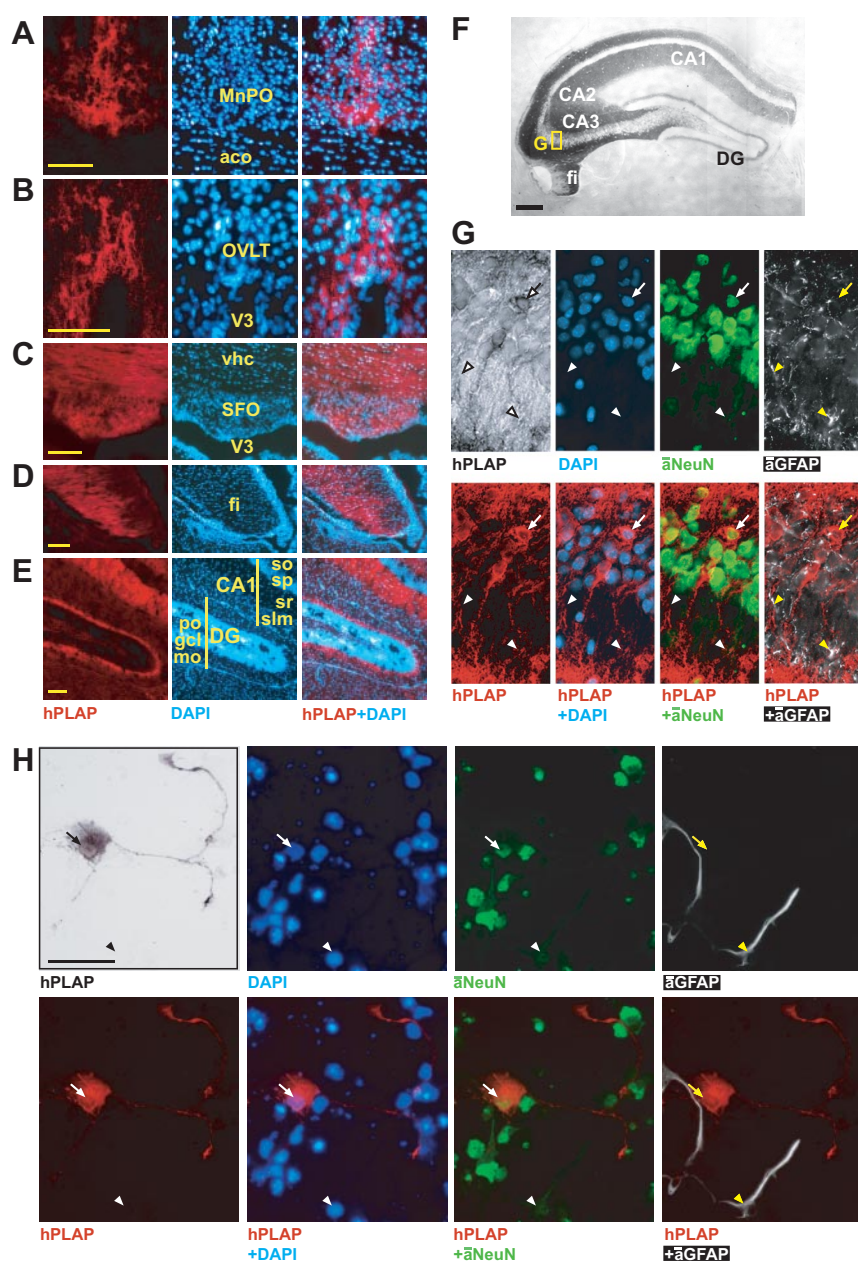 A
MnPO
aco
B
OVLT
V3
C
vhc
SFO
V3
D
fi
E
CA1
so
sp
sr
slm
po
gcl
mo
DG
hPLAP
DAPI
hPLAP+DAPI
F
CA1
CA2
CA3
G
DG
fi
G
hPLAP
DAPI
āNeuN
āGFAP
hPLAP
hPLAP
+DAPI
hPLAP
+āNeuN
hPLAP
+āGFAP
H
hPLAP
DAPI
āNeuN
āGFAP
hPLAP
hPLAP
+DAPI
hPLAP
+āNeuN
hPLAP
+āGFAP